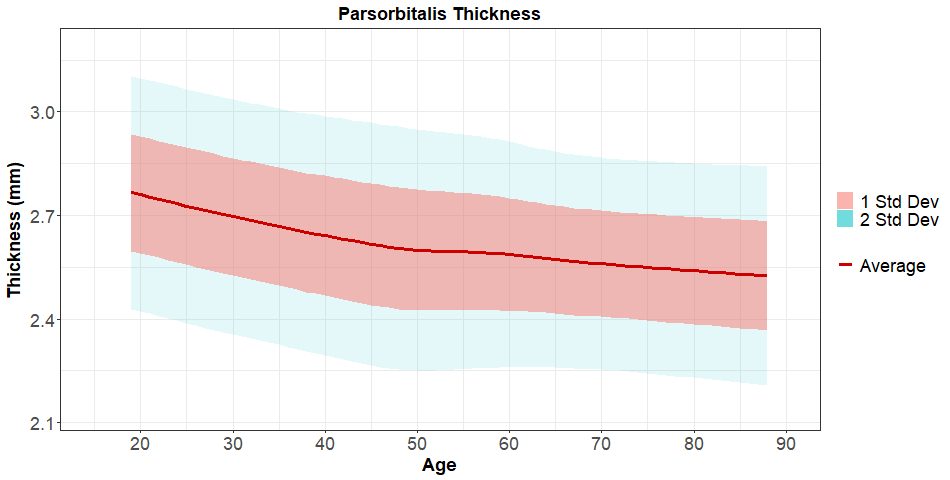 Parsorbitalis Thickness
Thickness (mm)
3.0
2.7
2.4
2.1
20 30 40 50 60 70 80 90
Age
1 Std Dev
2 Std Dev
Average